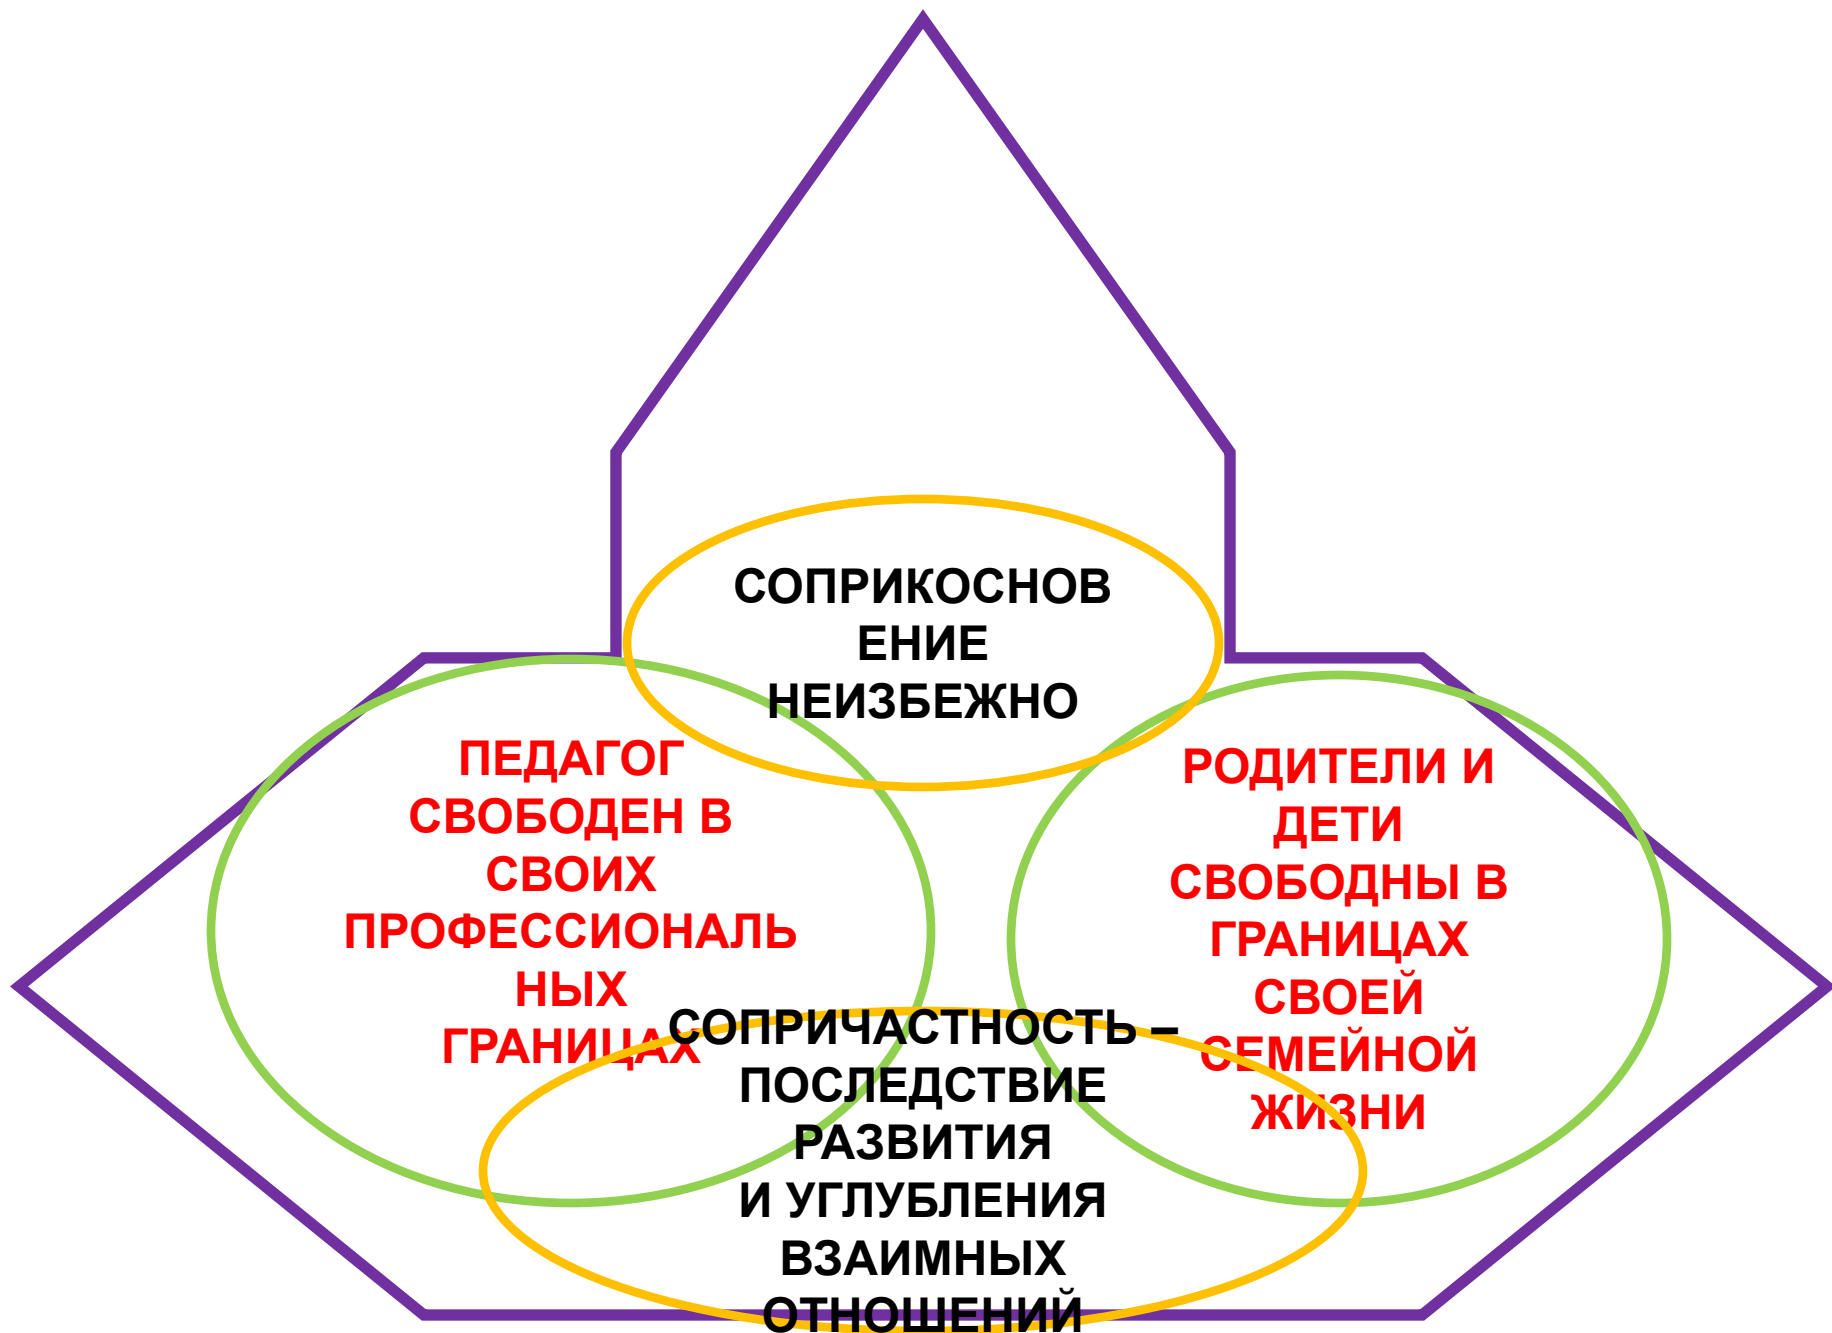 СОПРИКОСНОВ
ЕНИЕ
НЕИЗБЕЖНО
ПЕДАГОГ
СВОБОДЕН В
СВОИХ
ПРОФЕССИОНАЛЬ
НЫХ
ГРАНИЦАХ
РОДИТЕЛИ И
ДЕТИ
СВОБОДНЫ В
ГРАНИЦАХ
СВОЕЙ
СЕМЕЙНОЙ
ЖИЗНИ
СОПРИЧАСТНОСТЬ –
ПОСЛЕДСТВИЕ
РАЗВИТИЯ
И УГЛУБЛЕНИЯ
ВЗАИМНЫХ
ОТНОШЕНИЙ